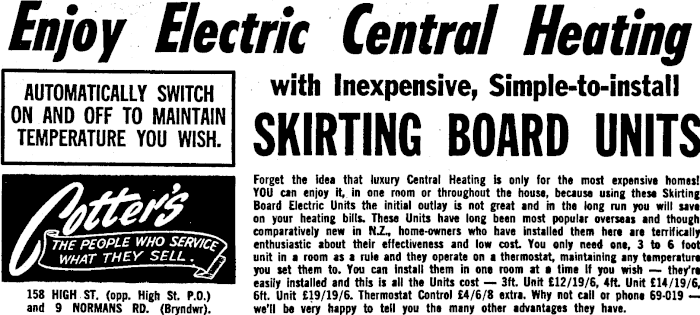 Enjoy Electric Central Heating
AUTOMATICALLY SWITCH
ON AND OFF TO MAINTAIN
TEMPERATURE YOU WISH.
Cotter's
THE PEOPLE WHO SERVICE
WHAT THEY SELL.
158 HIGH ST. (opp. High St. P.O.)
and 9 NORMANS RD. (Bryndwr).
with Inexpensive, Simple-to-install
SKIRTING BOARD UNITS
Forget the idea that luxury Central Heating is only for the most expensive homes!
YOU can enjoy it, in one room or throughout the house, because using these Skirting
Board Electric Units the initial outlay is not great and in the long run you will save
on your heating bills. These Units have long been most popular overseas and though
comparatively new in N.Z., home-owners who have installed them here are terrifically
enthusiastic about their effectiveness and low cost. You only need one, 3 to 6 foot
unit in a room as a rule and they operate on a thermostat, maintaining any temperature
you set them to. You can install them in one room at a time if you wish — they're
easily installed and this is all the Units cost — 3ft. Unit £12/19/6, 4ft. Unit £14/19/6,
6ft. Unit £19/19/6. Thermostat Control £4/6/8 extra. Why not call or phone 69-019 —
we'll be very happy to tell you the many other advantages they have.